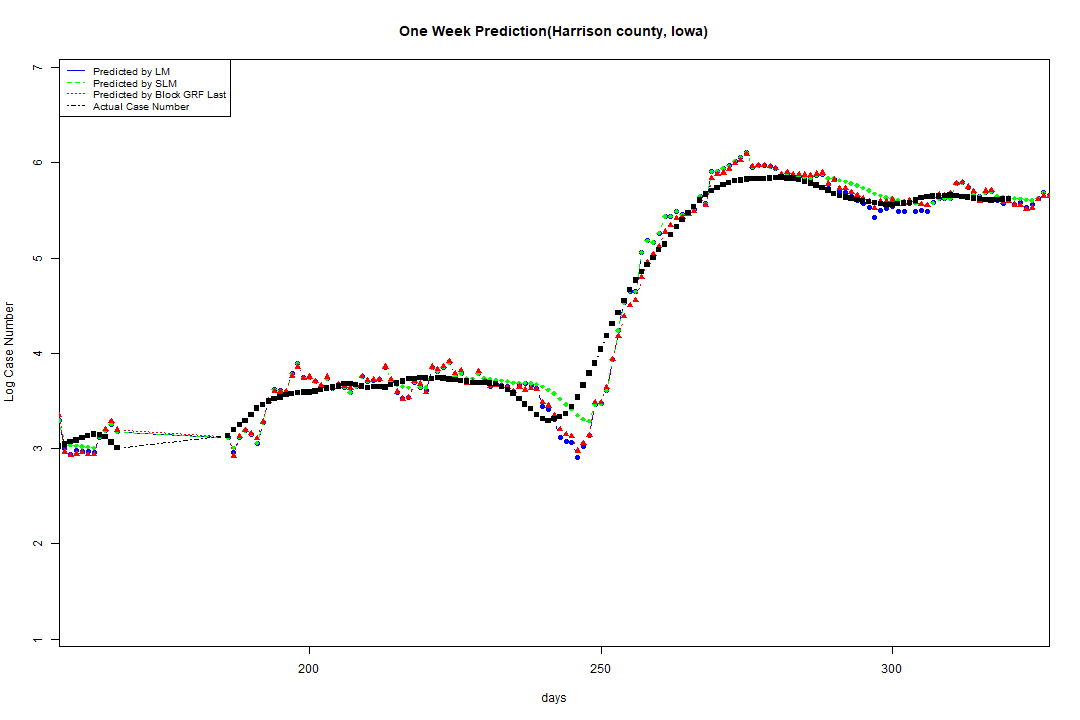 One Week Prediction(Harrison county, Iowa)
Predicted by LM
Predicted by SLM
Predicted by Block GRF Last
Actual Case Number
7
6
5
4
3
2
1
Log Case Number
200
250
300
days